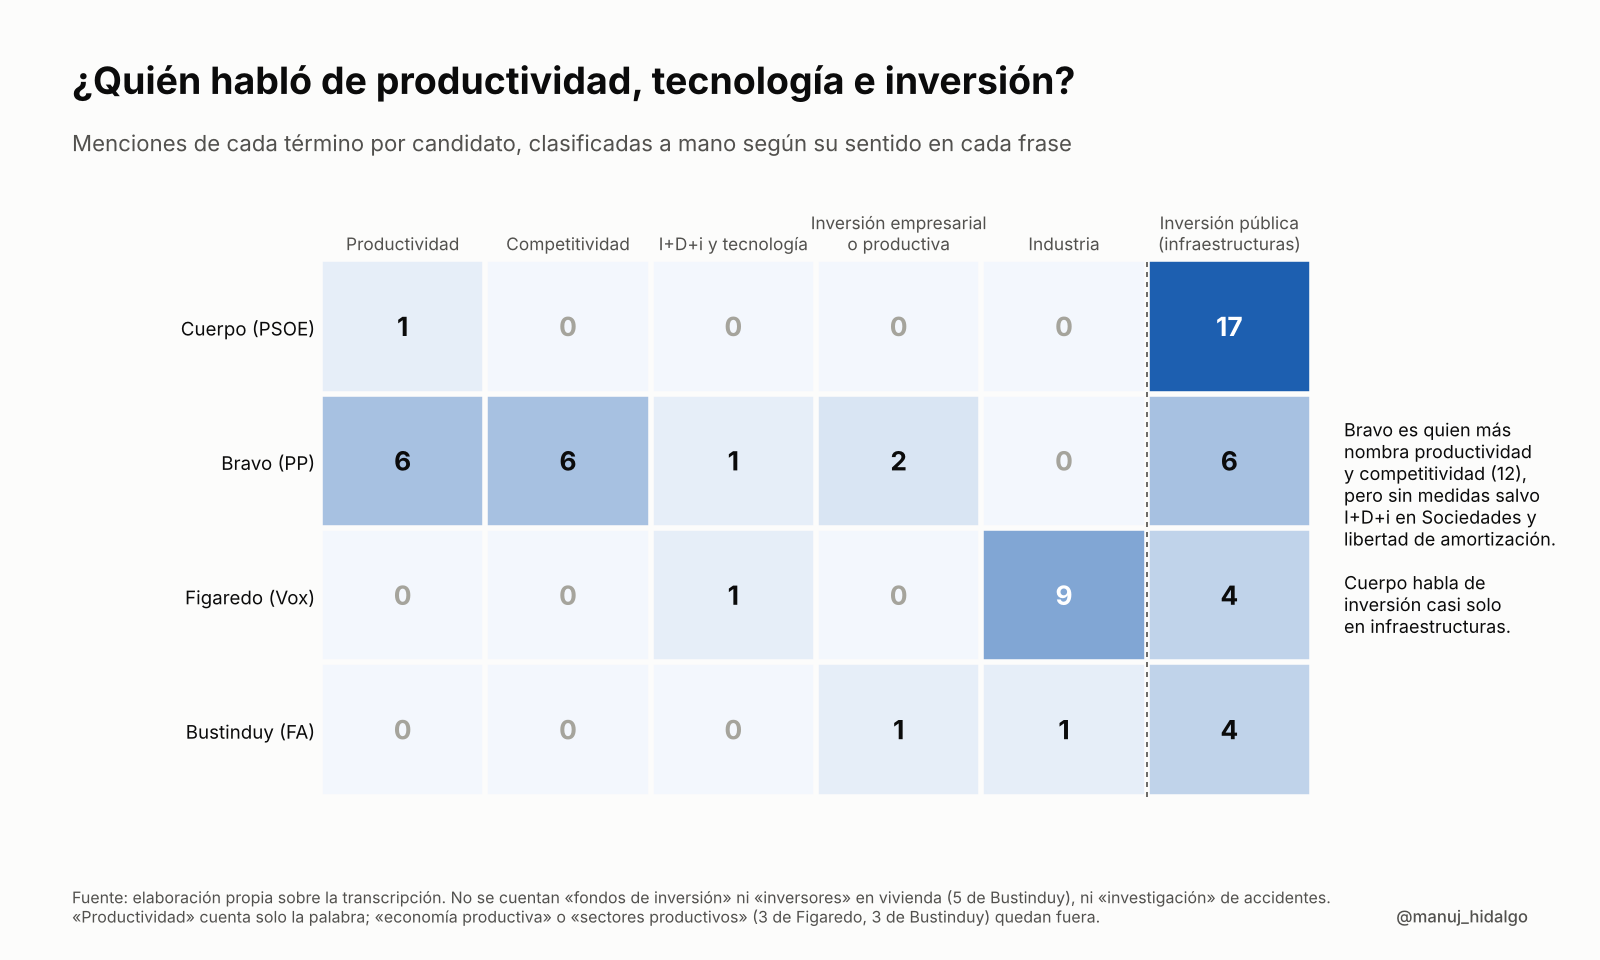 ¿Quién habló de productividad, tecnología e inversión?
Menciones de cada término por candidato, clasificadas a mano según su sentido en cada frase
Productividad
Competitividad
I+D+i y tecnología
Inversión empresarial
o productiva
Industria
Inversión pública
(infraestructuras)
Cuerpo (PSOE) 1 0 0 0 0 17
Bravo (PP) 6 6 1 2 0 6
Figaredo (Vox) 0 0 1 0 9 4
Bustinduy (FA) 0 0 0 1 1 4
Bravo es quien más
nombra productividad
y competitividad (12),
pero sin medidas salvo
I+D+i en Sociedades y
libertad de amortización.
Cuerpo habla de
inversión casi solo
en infraestructuras.
Fuente: elaboración propia sobre la transcripción. No se cuentan «fondos de inversión» ni «inversores» en vivienda (5 de Bustinduy), ni «investigación» de accidentes.
«Productividad» cuenta solo la palabra; «economía productiva» o «sectores productivos» (3 de Figaredo, 3 de Bustinduy) quedan fuera.
@manuj_hidalgo